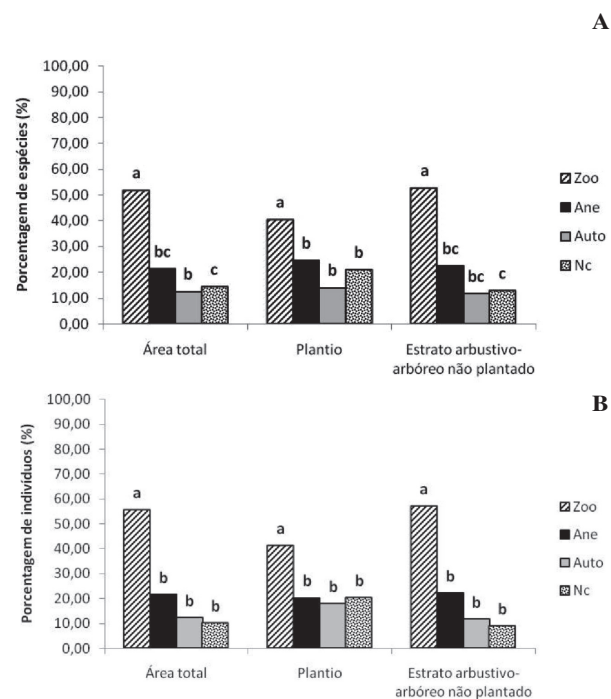 A
Porcentagem de espécies (%)
100,00
90,00
80,00
70,00
60,00
50,00
40,00
30,00
20,00
10,00
0,00
a
bc
b
c
a
b
b
b
a
bc
bc
c
Área total
Plantio
Estrato arbustivo-
arbóreo não plantado
Zoo
Ane
Auto
Nc
B
Porcentagem de indivíduos (%)
100,00
90,00
80,00
70,00
60,00
50,00
40,00
30,00
20,00
10,00
0,00
a
b
b
b
a
b
b
b
a
b
b
b
Área total
Plantio
Estrato arbustivo-
arbóreo não plantado
Zoo
Ane
Auto
Nc